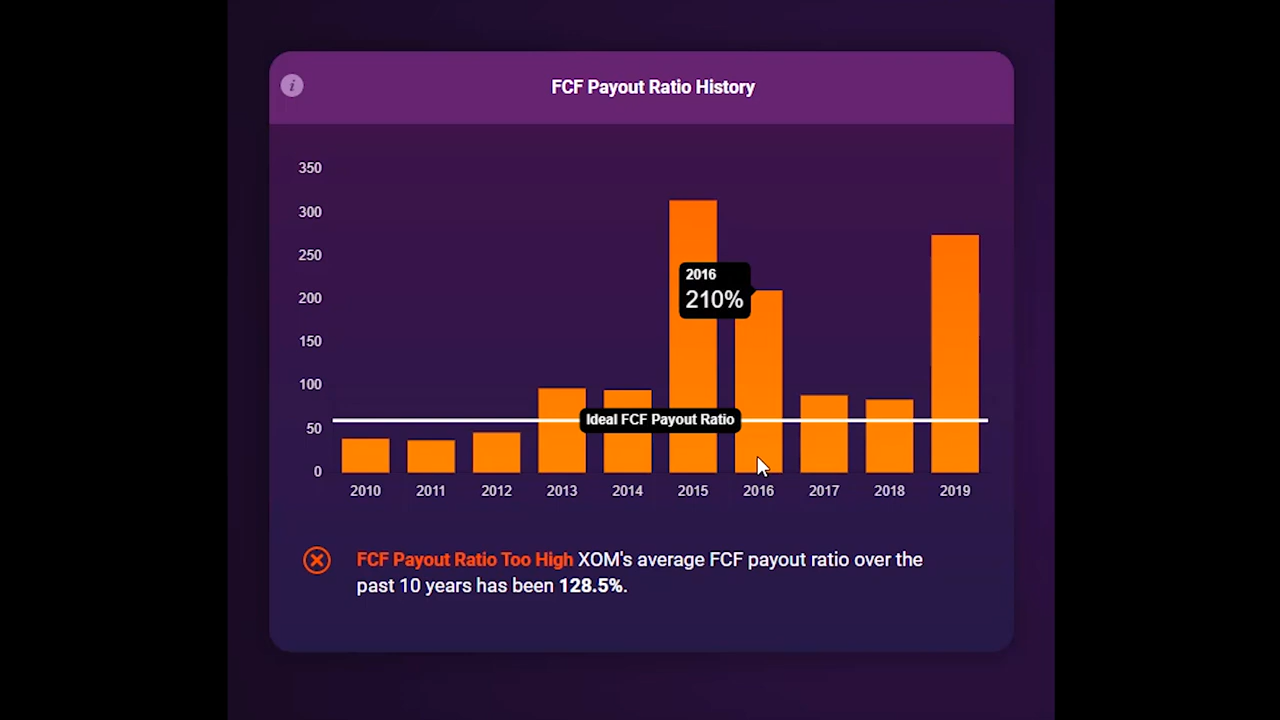 i
FCF Payout Ratio History
350
300
250
200
150
100
50
0
2016
210%
Ideal FCF Payout Ratio
2010 2011 2012 2013 2014 2015 2016 2017 2018 2019
FCF Payout Ratio Too High XOM's average FCF payout ratio over the
past 10 years has been 128.5%.